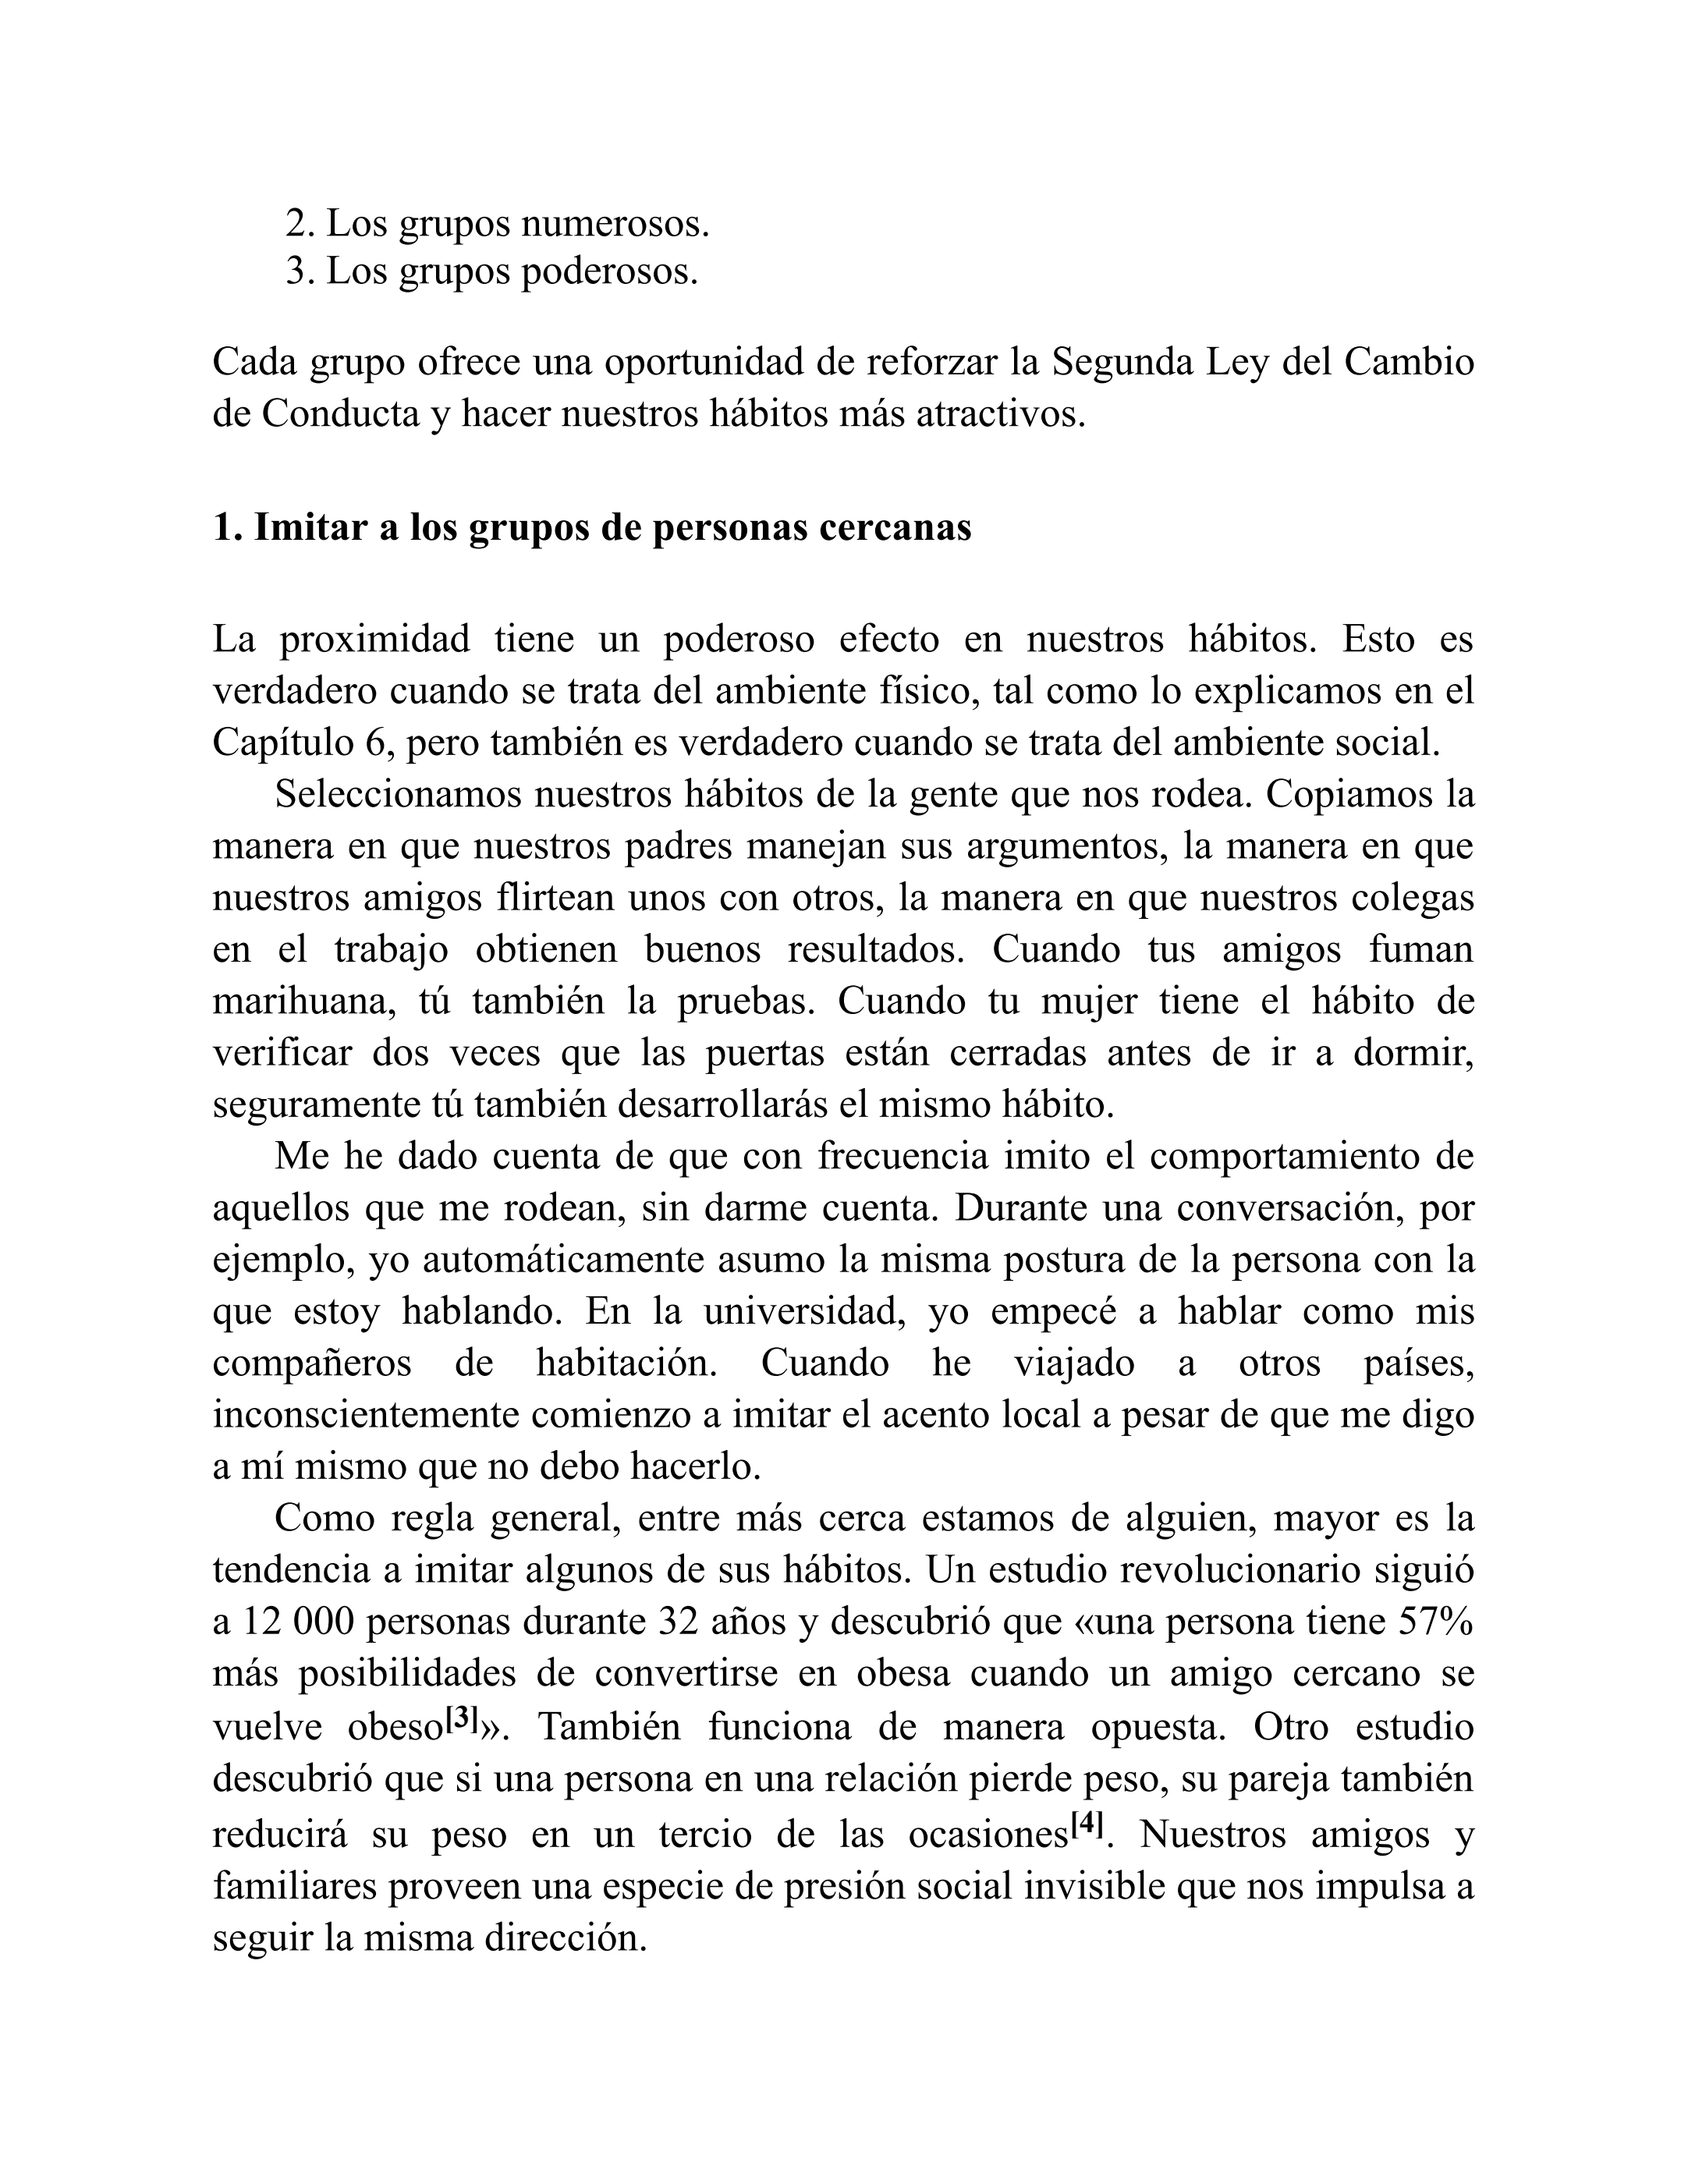 2. Los grupos numerosos.
3. Los grupos poderosos.
Cada grupo ofrece una oportunidad de reforzar la Segunda Ley del Cambio
de Conducta y hacer nuestros hábitos más atractivos.
1. Imitar a los grupos de personas cercanas
La proximidad tiene un poderoso efecto en nuestros hábitos. Esto es
verdadero cuando se trata del ambiente físico, tal como lo explicamos en el
Capítulo 6, pero también es verdadero cuando se trata del ambiente social.
Seleccionamos nuestros hábitos de la gente que nos rodea. Copiamos la
manera en que nuestros padres manejan sus argumentos, la manera en que
nuestros amigos flirtean unos con otros, la manera en que nuestros colegas
en el trabajo obtienen buenos resultados. Cuando tus amigos fuman
marihuana, tú también la pruebas. Cuando tu mujer tiene el hábito de
verificar dos veces que las puertas están cerradas antes de ir a dormir,
seguramente tú también desarrollarás el mismo hábito.
Me he dado cuenta de que con frecuencia imito el comportamiento de
aquellos que me rodean, sin darme cuenta. Durante una conversación, por
ejemplo, yo automáticamente asumo la misma postura de la persona con la
que estoy hablando. En la universidad, yo empecé a hablar como mis
compañeros de habitación. Cuando he viajado a otros países,
inconscientemente comienzo a imitar el acento local a pesar de que me digo
a mí mismo que no debo hacerlo.
Como regla general, entre más cerca estamos de alguien, mayor es la
tendencia a imitar algunos de sus hábitos. Un estudio revolucionario siguió
a 12 000 personas durante 32 años y descubrió que «una persona tiene 57%
más posibilidades de convertirse en obesa cuando un amigo cercano se
vuelve obeso[3]». También funciona de manera opuesta. Otro estudio
descubrió que si una persona en una relación pierde peso, su pareja también
reducirá su peso en un tercio de las ocasiones[4]. Nuestros amigos y
familiares proveen una especie de presión social invisible que nos impulsa a
seguir la misma dirección.